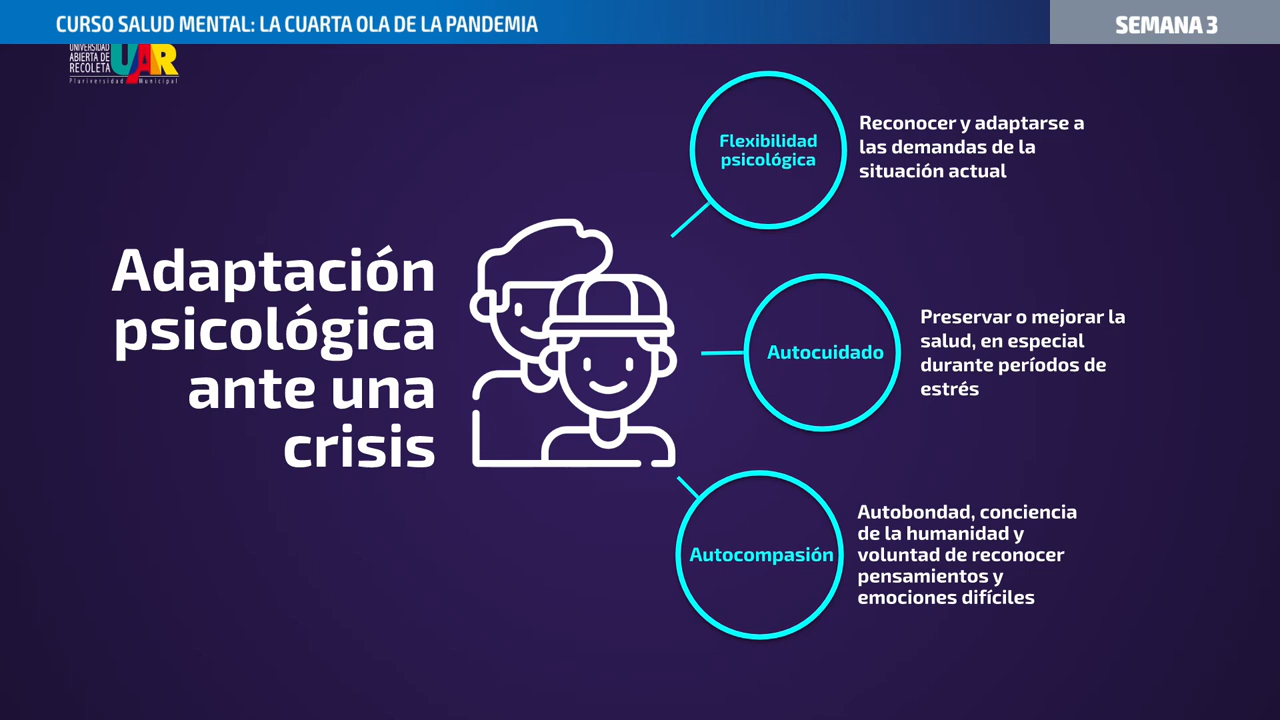 CURSO SALUD MENTAL: LA CUARTA OLA DE LA PANDEMIA
SEMANA 3
UNIVERSIDAD
ABIERTA DE
RECOLETA
UAR
Pluriversidad Municipal
Adaptación
psicológica
ante una
crisis
Flexibilidad
psicológica
Reconocer y adaptarse a
las demandas de la
situación actual
Autocuidado
Preservar o mejorar la
salud, en especial
durante períodos de
estrés
Autocompasión
Autobondad, conciencia
de la humanidad y
voluntad de reconocer
pensamientos y
emociones difíciles